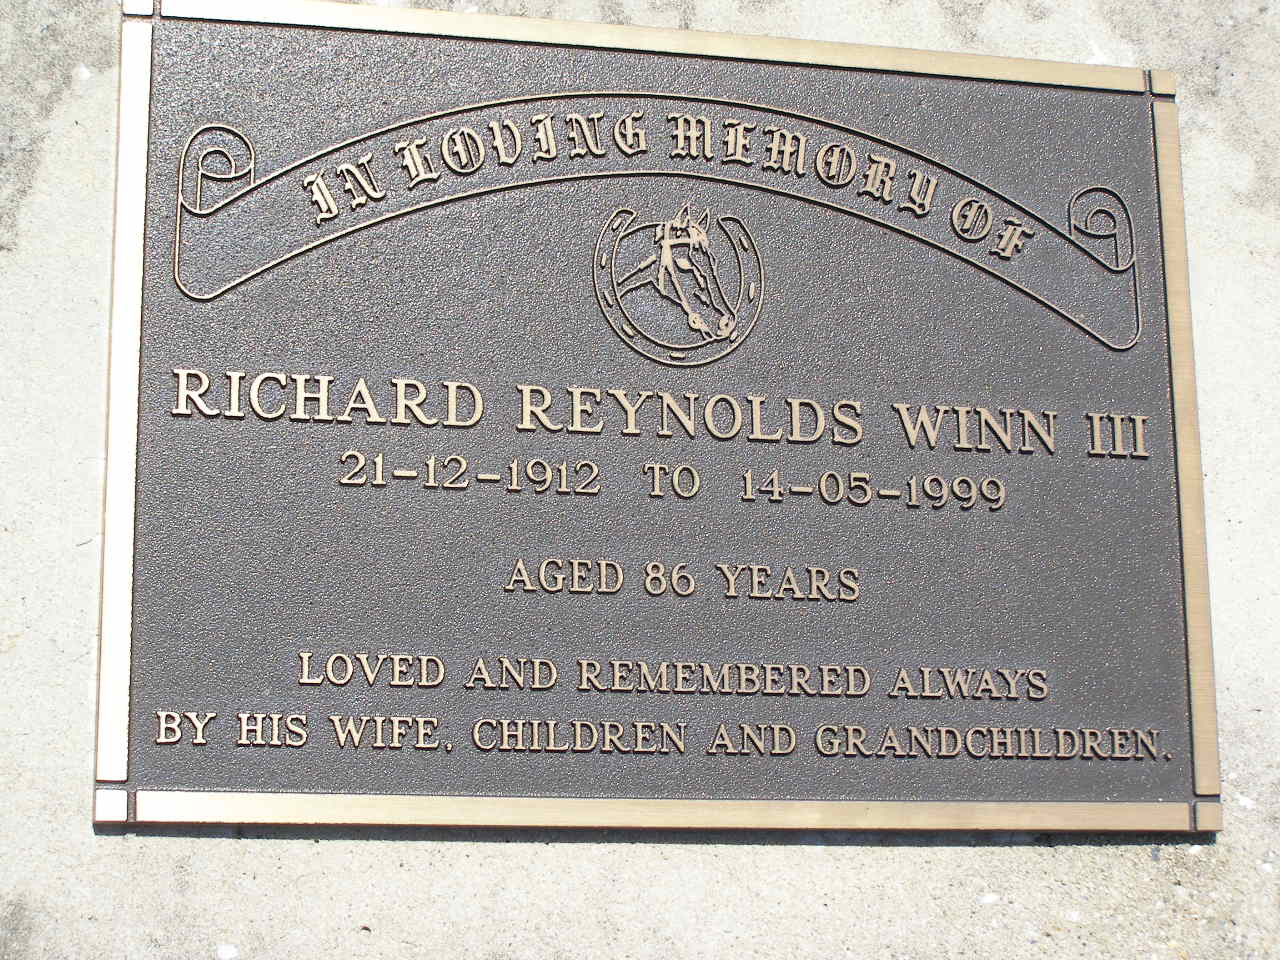 IN LOVING MEMORY OF
RICHARD REYNOLDS WINN III
21-12-1912 TO 14-05-1999
AGED 86 YEARS
LOVED AND REMEMBERED ALWAYS
BY HIS WIFE, CHILDREN AND GRANDCHILDREN.